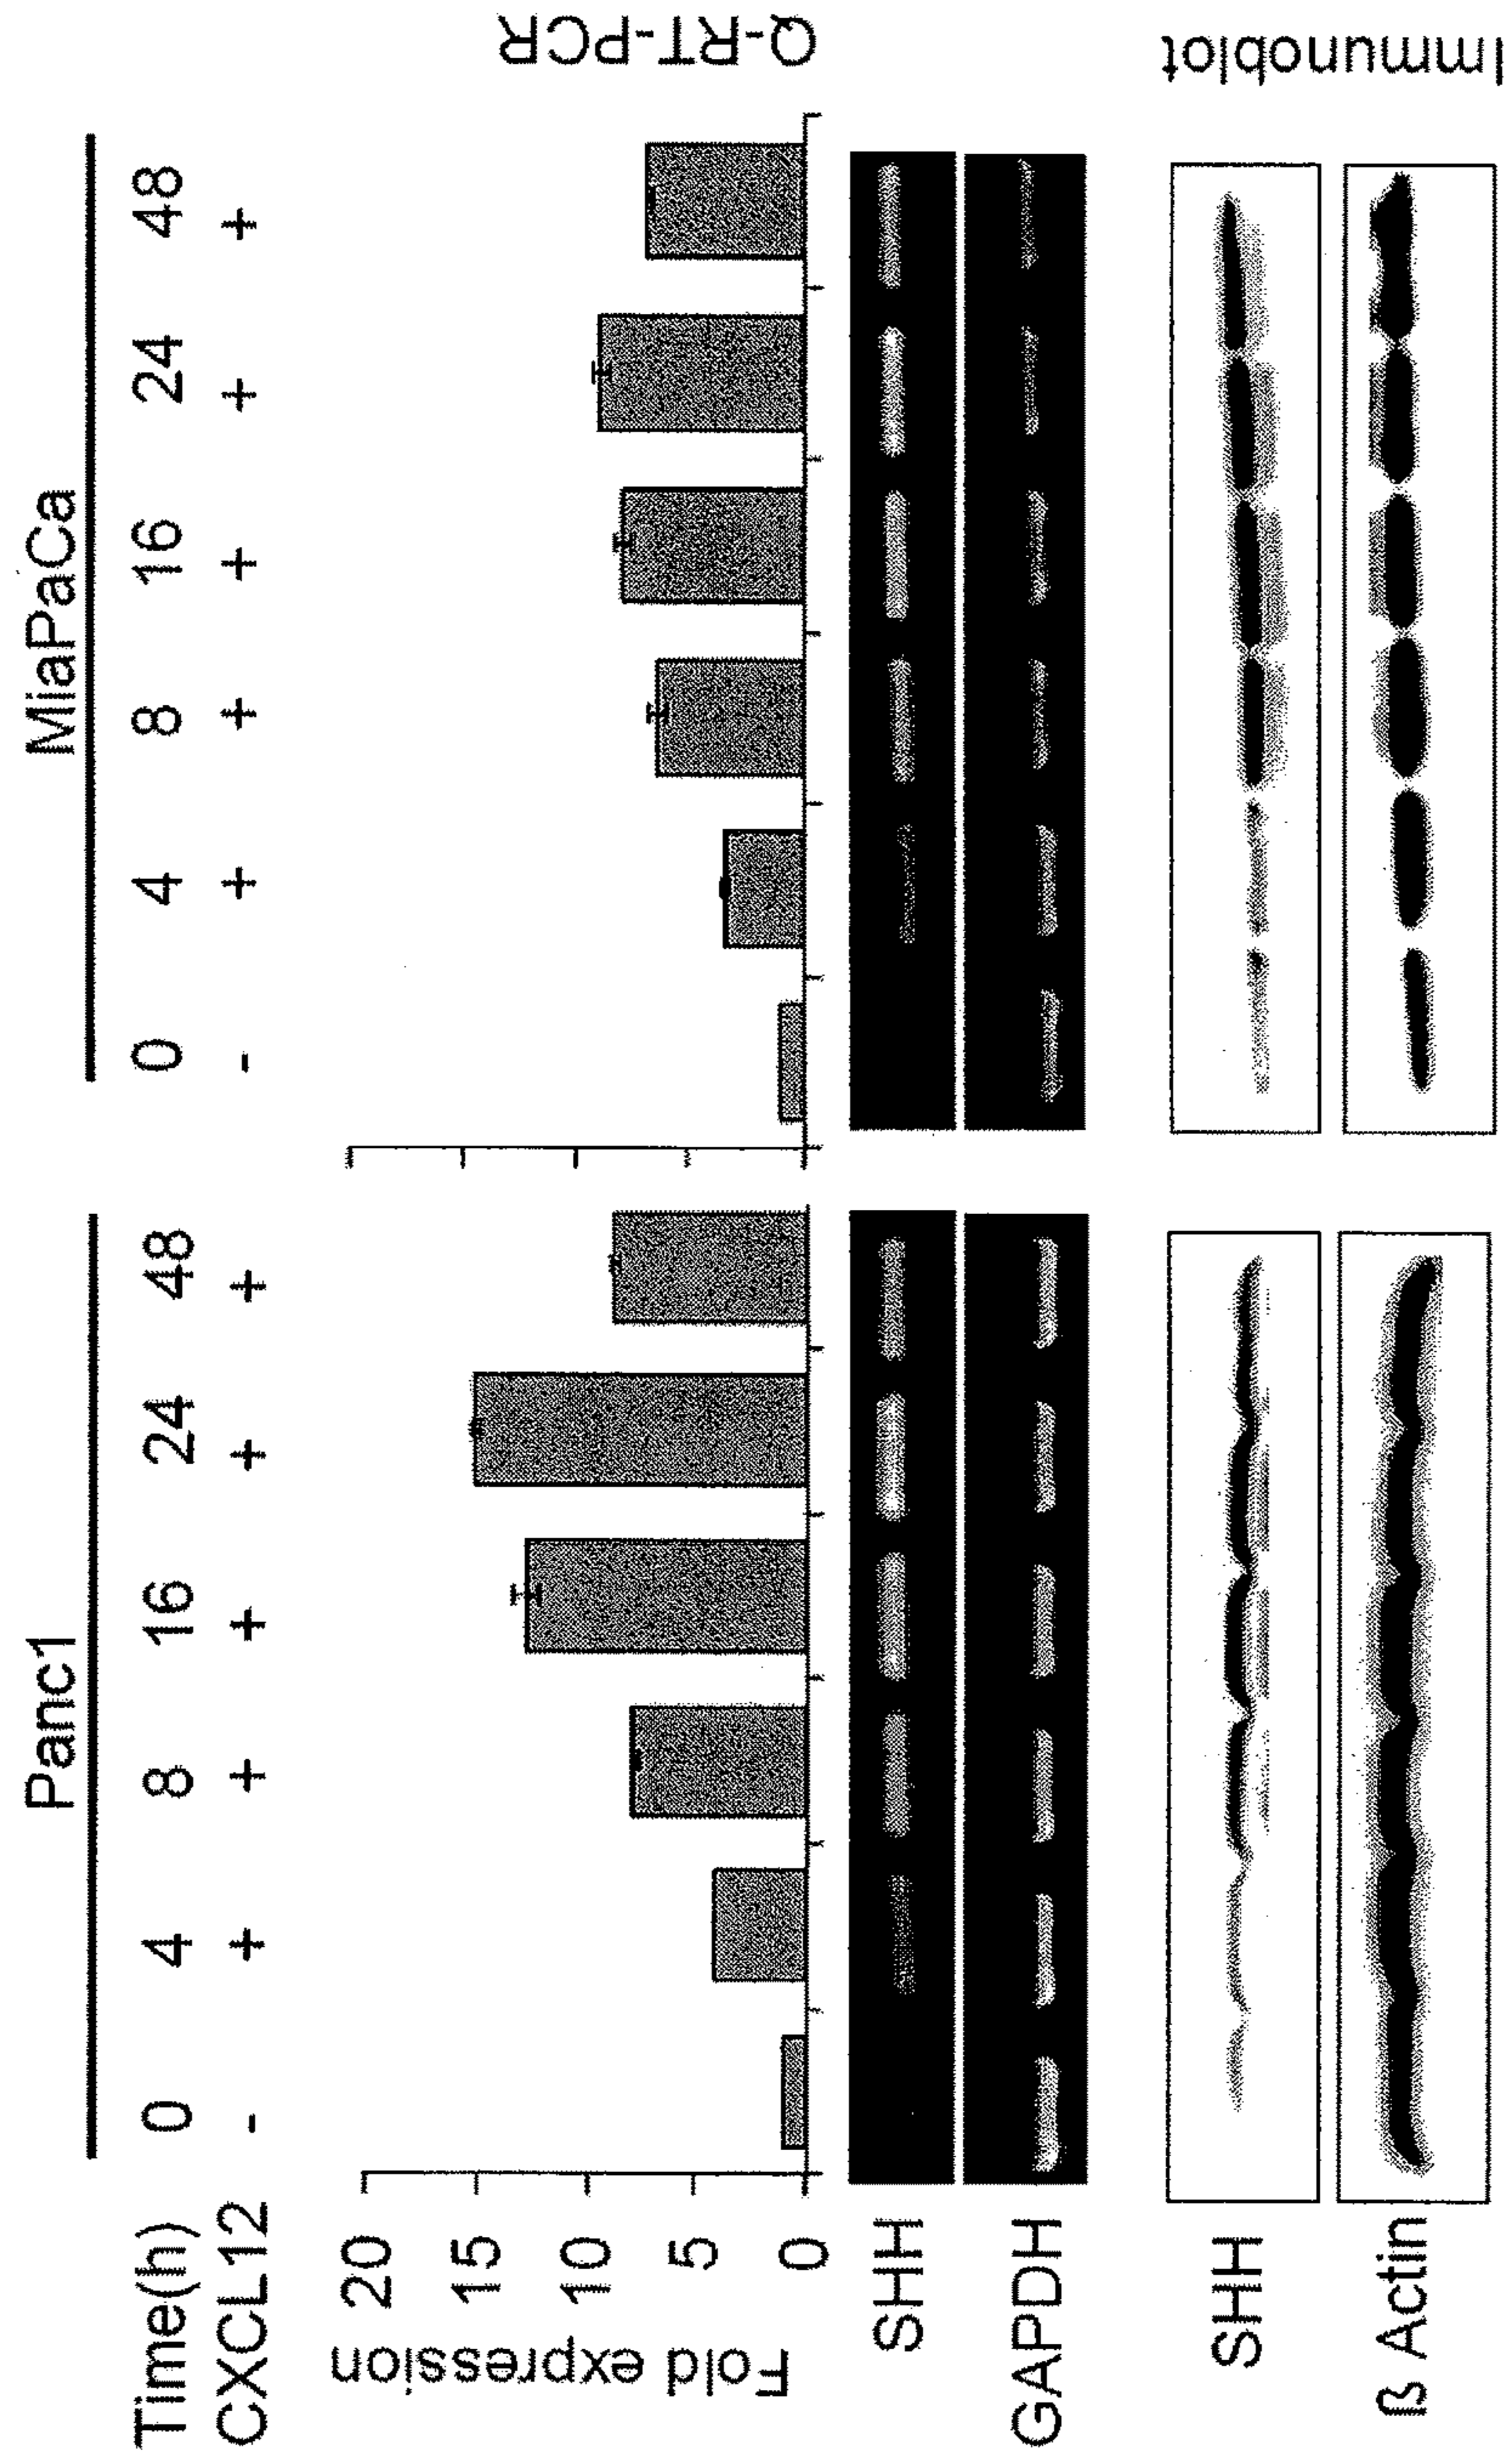 Panc1 MiaPaCa
Time(h) 0 4 8 16 24 48 0 4 8 16 24 48
CXCL12 - + + + + + - + + + + +
Fold expression
20
15
10
5
0
Q-RT-PCR
SHH
GAPDH
SHH
ß Actin
Immunoblot